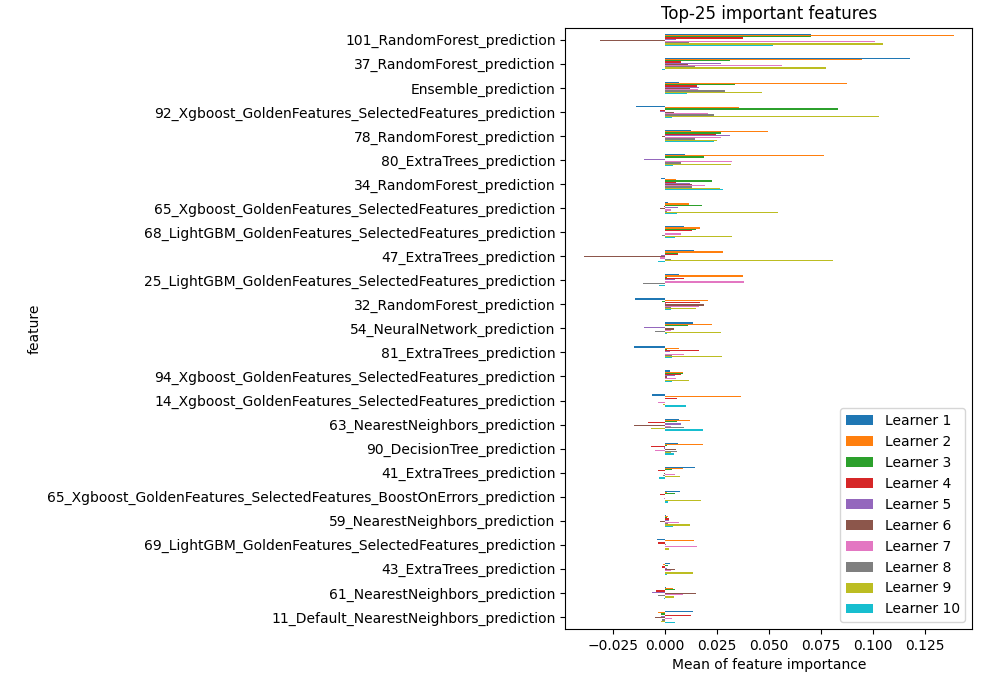 Top-25 important features
101_RandomForest_prediction
37_RandomForest_prediction
Ensemble_prediction
92_Xgboost_GoldenFeatures_SelectedFeatures_prediction
78_RandomForest_prediction
80_ExtraTrees_prediction
34_RandomForest_prediction
65_Xgboost_GoldenFeatures_SelectedFeatures_prediction
68_LightGBM_GoldenFeatures_SelectedFeatures_prediction
47_ExtraTrees_prediction
25_LightGBM_GoldenFeatures_SelectedFeatures_prediction
32_RandomForest_prediction
54_NeuralNetwork_prediction
81_ExtraTrees_prediction
94_Xgboost_GoldenFeatures_SelectedFeatures_prediction
14_Xgboost_GoldenFeatures_SelectedFeatures_prediction
63_NearestNeighbors_prediction
90_DecisionTree_prediction
41_ExtraTrees_prediction
65_Xgboost_GoldenFeatures_SelectedFeatures_BoostOnErrors_prediction
59_NearestNeighbors_prediction
69_LightGBM_GoldenFeatures_SelectedFeatures_prediction
43_ExtraTrees_prediction
61_NearestNeighbors_prediction
11_Default_NearestNeighbors_prediction
feature
Learner 1
Learner 2
Learner 3
Learner 4
Learner 5
Learner 6
Learner 7
Learner 8
Learner 9
Learner 10
−0.025 0.000 0.025 0.050 0.075 0.100 0.125
Mean of feature importance